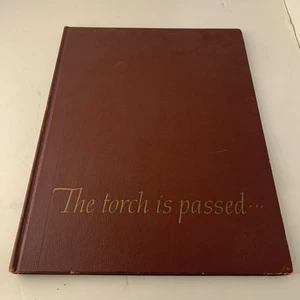 The torch is passed...